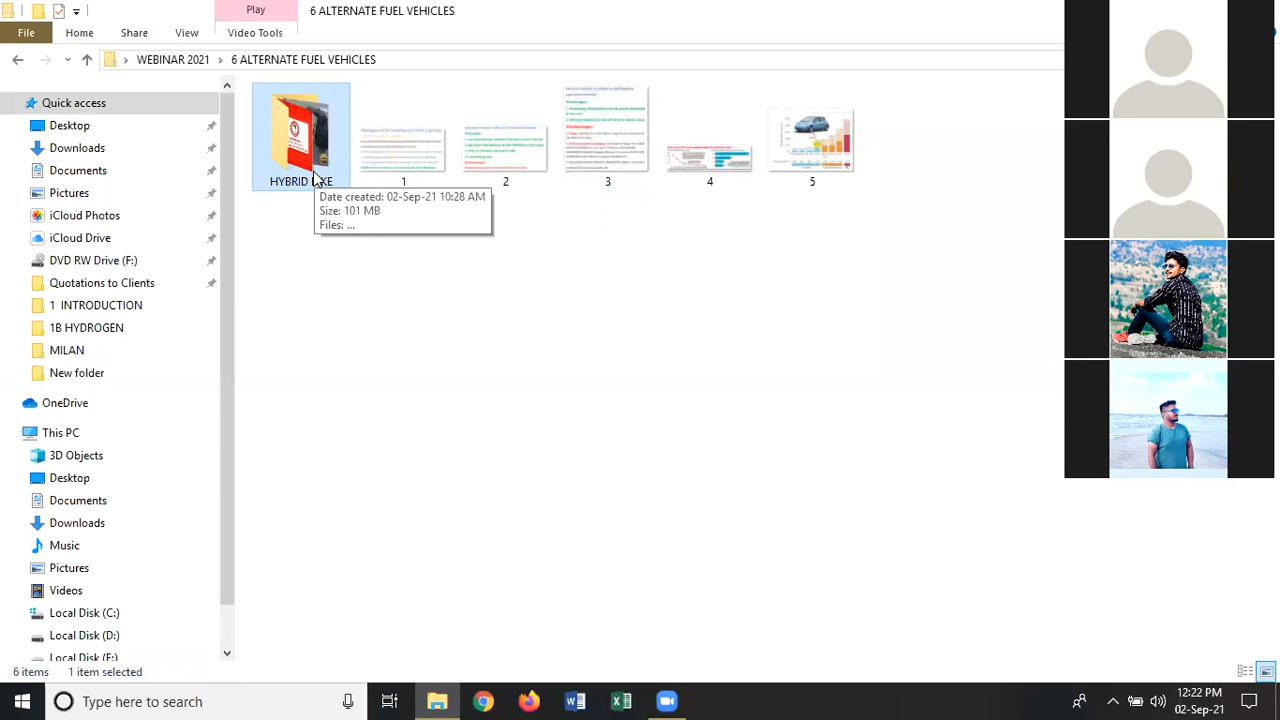 Play
6 ALTERNATE FUEL VEHICLES
File
Home
Share
View
Video Tools
WEBINAR 2021 > 6 ALTERNATE FUEL VEHICLES
Quick access
Desktop
Downloads
Documents
Pictures
iCloud Photos
iCloud Drive
DVD RW Drive (F:)
Quotations to Clients
1 INTRODUCTION
1B HYDROGEN
MILAN
New folder
OneDrive
This PC
3D Objects
Desktop
Documents
Downloads
Music
Pictures
Videos
Local Disk (C:)
Local Disk (D:)
Local Disk (E:)
HYBRID
1
2
3
4
5
Date created: 02-Sep-21 10:28 AM
Size: 101 MB
Files: ...
6 items
1 item selected
Type here to search
12:22 PM
02-Sep-21